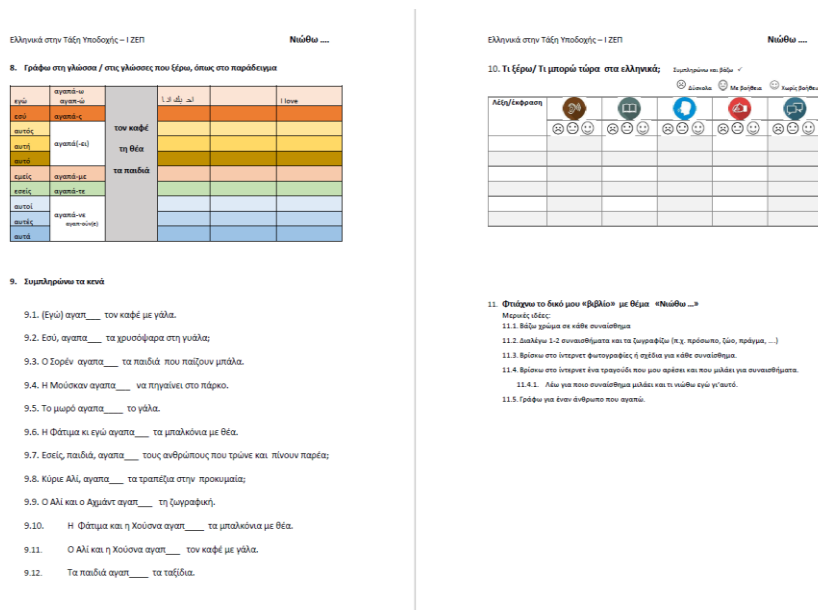 Ελληνικά στην Τάξη Υποδοχής – Ι ΖΕΠ Νιώθω ....
8. Γράφω στη γλώσσα / στις γλώσσες που ξέρω, όπως στο παράδειγμα
εγώ αγαπά-ω I love
αγαπ-ώ
εσύ αγαπά-ς
αυτός
αυτή αγαπά(-ει)
αυτό
εμείς αγαπά-με
εσείς αγαπά-τε
αυτοί
αυτές αγαπά-νε
αγαπ-ούν(ε)
αυτά
τον καφέ
τη θέα
τα παιδιά
9. Συμπληρώνω τα κενά
9.1. (Εγώ) αγαπ___ τον καφέ με γάλα.
9.2. Εσύ, αγαπα___ τα χρυσόψαρα στη γυάλα;
9.3. Ο Σορέν αγαπα___ τα παιδιά που παίζουν μπάλα.
9.4. Η Μούσκαν αγαπα___ να πηγαίνει στο πάρκο.
9.5. Το μωρό αγαπα____ το γάλα.
9.6. Η Φάτιμα κι εγώ αγαπα___ τα μπαλκόνια με θέα.
9.7. Εσείς, παιδιά, αγαπα___ τους ανθρώπους που τρώνε και πίνουν παρέα;
9.8. Κύριε Αλί, αγαπα___ τα τραπέζια στην προκυμαία;
9.9. Ο Αλί και ο Αχμάντ αγαπ___ τη ζωγραφική.
9.10. Η Φάτιμα και η Χούσνα αγαπ____ τα μπαλκόνια με θέα.
9.11. Ο Αλί και η Χούσνα αγαπ___ τον καφέ με γάλα.
9.12. Τα παιδιά αγαπ____ τα ταξίδια.
Ελληνικά στην Τάξη Υποδοχής – Ι ΖΕΠ Νιώθω ....
10. Τι ξέρω/ Τι μπορώ τώρα στα ελληνικά; Συμπληρώνω και βάζω ✓
Δύσκολα Με βοήθεια Χωρίς βοήθεια
Λέξη/έκφραση
11. Φτιάχνω το δικό μου «βιβλίο» με θέμα «Νιώθω ...»
Μερικές ιδέες:
11.1. Βάζω χρώμα σε κάθε συναίσθημα
11.2. Διαλέγω 1-2 συναισθήματα και τα ζωγραφίζω (π.χ. πρόσωπο, ζώο, πράγμα, ....)
11.3. Βρίσκω στο ίντερνετ φωτογραφίες ή σχέδια για κάθε συναίσθημα.
11.4. Βρίσκω στο ίντερνετ ένα τραγούδι που μου αρέσει και που μιλάει για συναισθήματα.
11.4.1. Λέω για ποιο συναίσθημα μιλάει και τι νιώθω εγώ γι'αυτό.
11.5. Γράφω για έναν άνθρωπο που αγαπώ.